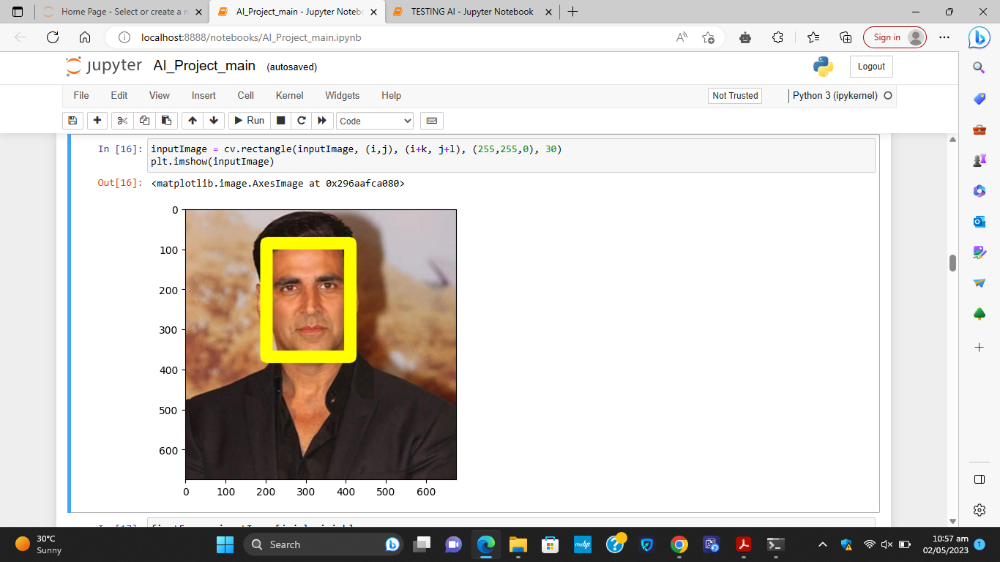 Home Page - Select or create a n
AI_Project_main - Jupyter Noteb
TESTING AI - Jupyter Notebook
localhost:8888/notebooks/AI_Project_main.ipynb
Sign in
jupyter AI_Project_main (autosaved)
Logout
File Edit View Insert Cell Kernel Widgets Help
Not Trusted
Python 3 (ipykernel)
Run
Code
In [16]: inputImage = cv.rectangle(inputImage, (i,j), (i+k, j+l), (255,255,0), 30)
plt.imshow(inputImage)
Out[16]: <matplotlib.image.AxesImage at 0x296aafca080>
0
100
200
300
400
500
600
0 100 200 300 400 500 600
30°C
Sunny
Search
myhp
10:57 am
02/05/2023
1